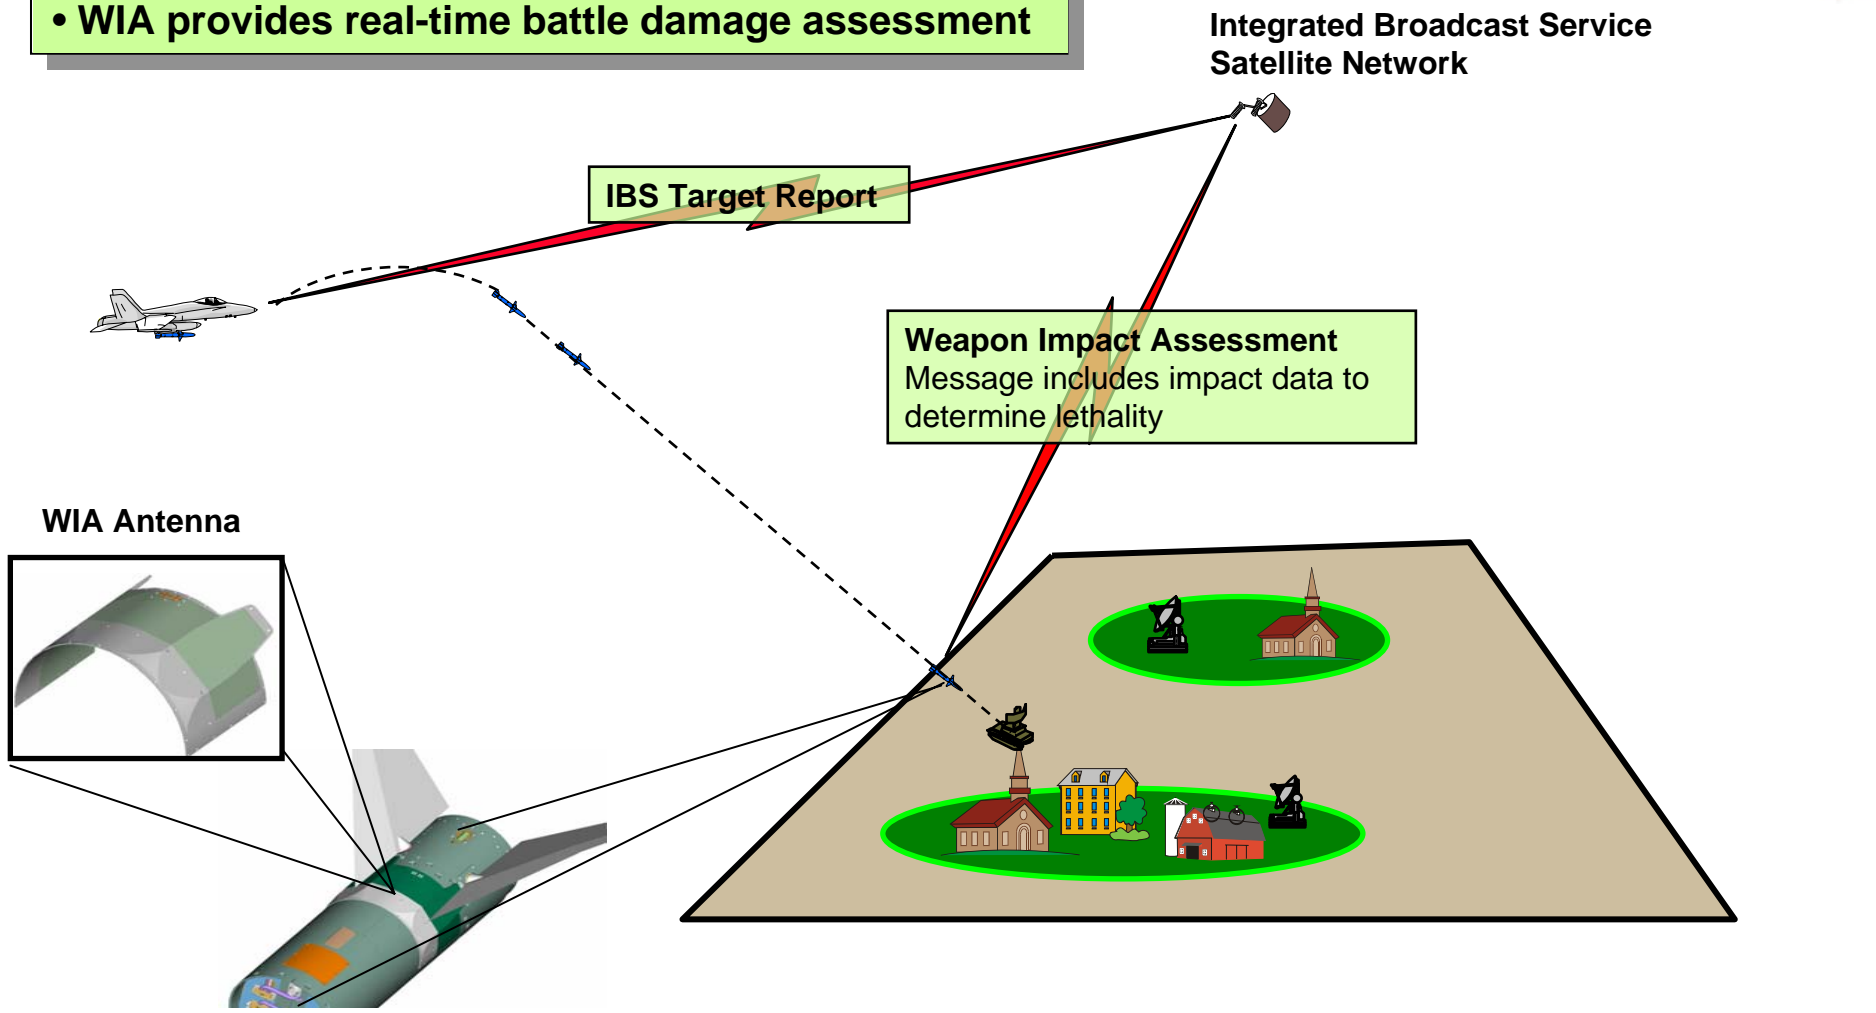 • WIA provides real-time battle damage assessment
Integrated Broadcast Service
Satellite Network
IBS Target Report
Weapon Impact Assessment
Message includes impact data to
determine lethality
WIA Antenna